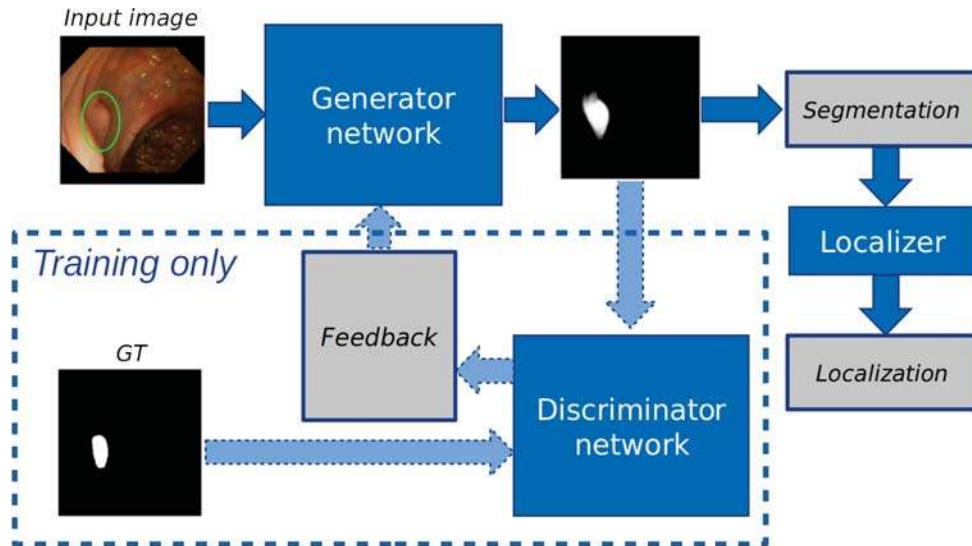 Input image
Generator
network
Segmentation
Localizer
Localization
Training only
Feedback
GT
Discriminator
network